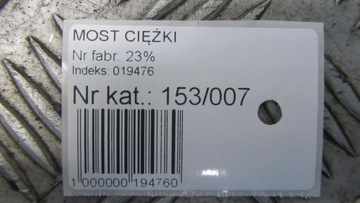 MOST CIĘŻKI
Nr fabr. 23%
Indeks: 019476
Nr kat.: 153/007
1 000000 194760